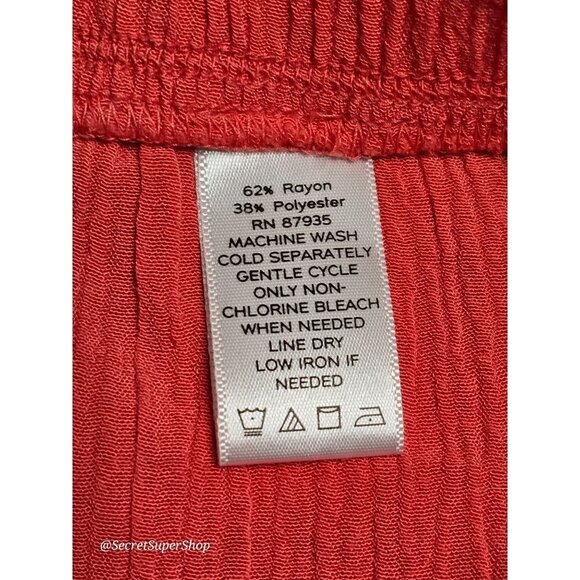 62% Rayon
38% Polyester
RN 87935
MACHINE WASH
COLD SEPARATELY
GENTLE CYCLE
ONLY NON-
CHLORINE BLEACH
WHEN NEEDED
LINE DRY
LOW IRON IF
NEEDED
@SecretSuperShop